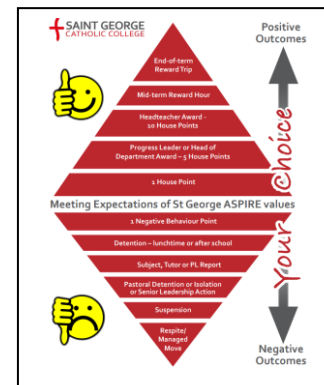 SAINT GEORGE
CATHOLIC COLLEGE
Positive
Outcomes
End-of-term
Reward Trip
Mid-term Reward Hour
Headteacher Award -
10 House Points
Progress Leader or Head of
Department Award – 5 House Points
1 House Point
Meeting Expectations of St George ASPIRE values
1 Negative Behaviour Point
Detention – lunchtime or after school
Subject, Tutor or PL Report
Pastoral Detention or Isolation
or Senior Leadership Action
Suspension
Respite/
Managed
Move
Your Choice
Negative
Outcomes